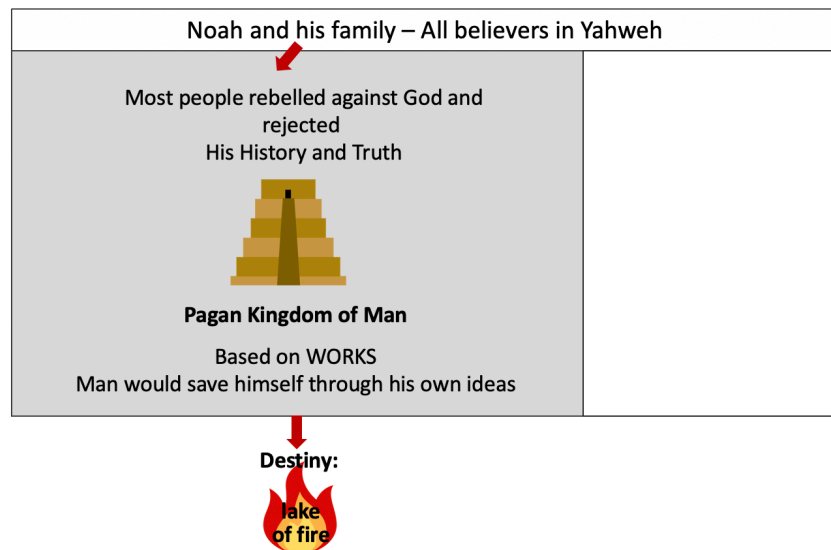 Noah and his family – All believers in Yahweh
Most people rebelled against God and
rejected
His History and Truth
Pagan Kingdom of Man
Based on WORKS
Man would save himself through his own ideas
Destiny:
lake
of fire